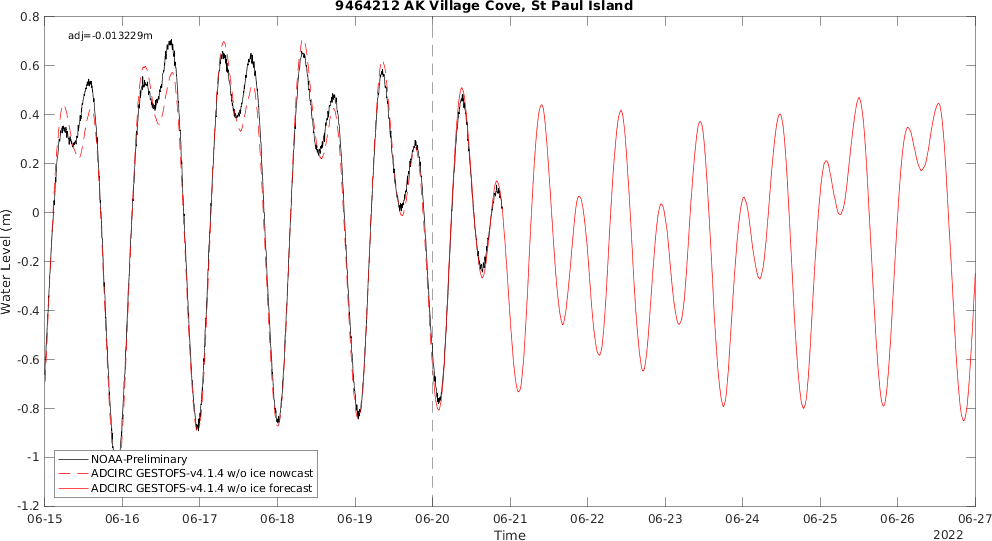 9464212 AK Village Cove, St Paul Island
adj=-0.013229m
0.8
0.6
0.4
0.2
0
-0.2
-0.4
-0.6
-0.8
-1
-1.2
Water Level (m)
NOAA-Preliminary
ADCIRC GESTOFS-v4.1.4 w/o ice nowcast
ADCIRC GESTOFS-v4.1.4 w/o ice forecast
06-15 06-16 06-17 06-18 06-19 06-20 06-21 06-22 06-23 06-24 06-25 06-26 06-27
Time
2022